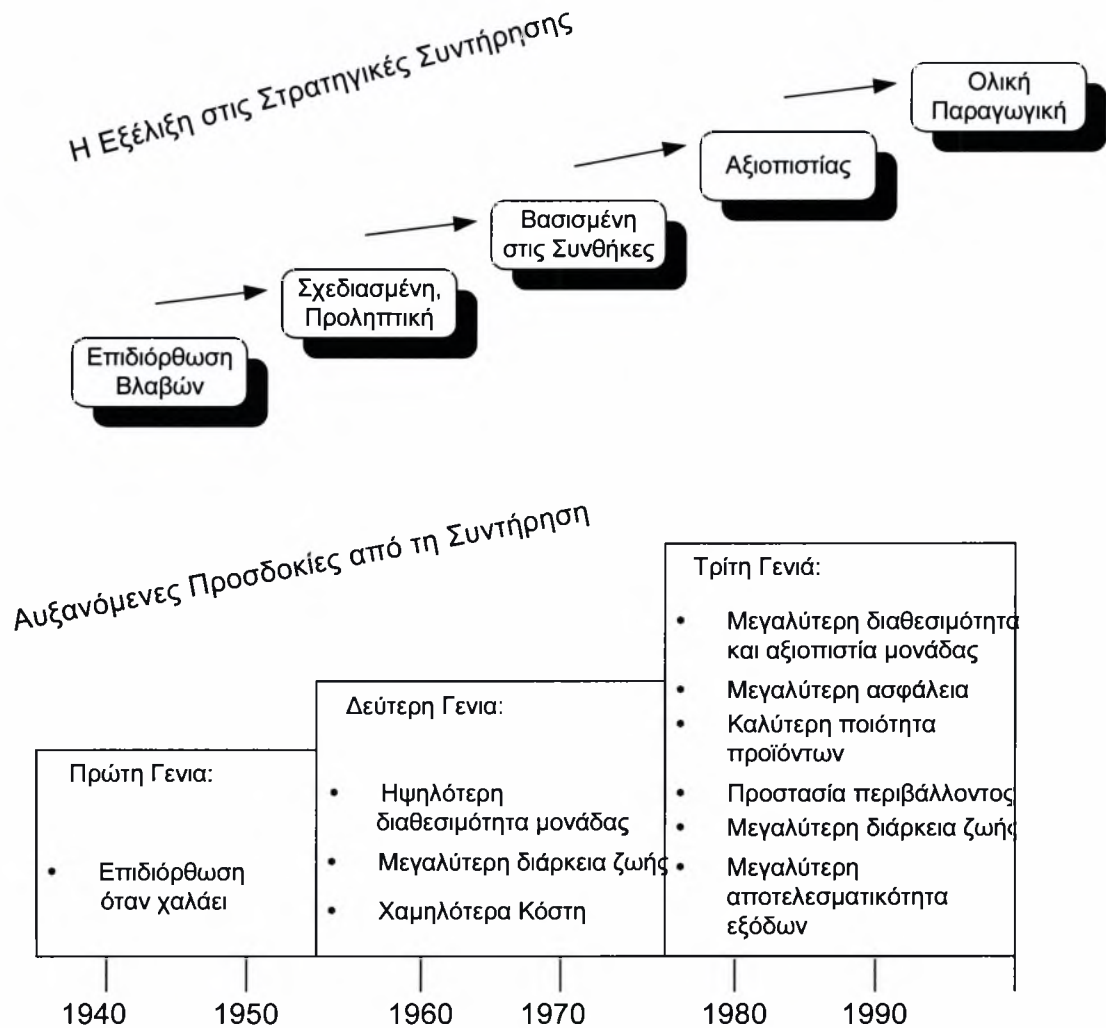 Η Εξέλιξη στις Στρατηγικές Συντήρησης
Ολική
Παραγωγική
Αξιοπιστίας
Βασισμένη
στις Συνθήκες
Σχεδιασμένη,
Προληπτική
Επιδιόρθωση
Βλαβών
Αυξανόμενες Προσδοκίες από τη Συντήρηση
Πρώτη Γενια:
• Επιδιόρθωση
όταν χαλάει
Δεύτερη Γενια:
• Ηψηλότερη
διαθεσιμότητα μονάδας
• Μεγαλύτερη διάρκεια ζωής
• Χαμηλότερα Κόστη
Τρίτη Γενιά:
• Μεγαλύτερη διαθεσιμότητα
και αξιοπιστία μονάδας
• Μεγαλύτερη ασφάλεια
• Καλύτερη ποιότητα
προϊόντων
• Προστασία περιβάλλοντος
• Μεγαλύτερη διάρκεια ζωής
• Μεγαλύτερη
αποτελεσματικότητα
εξόδων
1940 1950 1960 1970 1980 1990